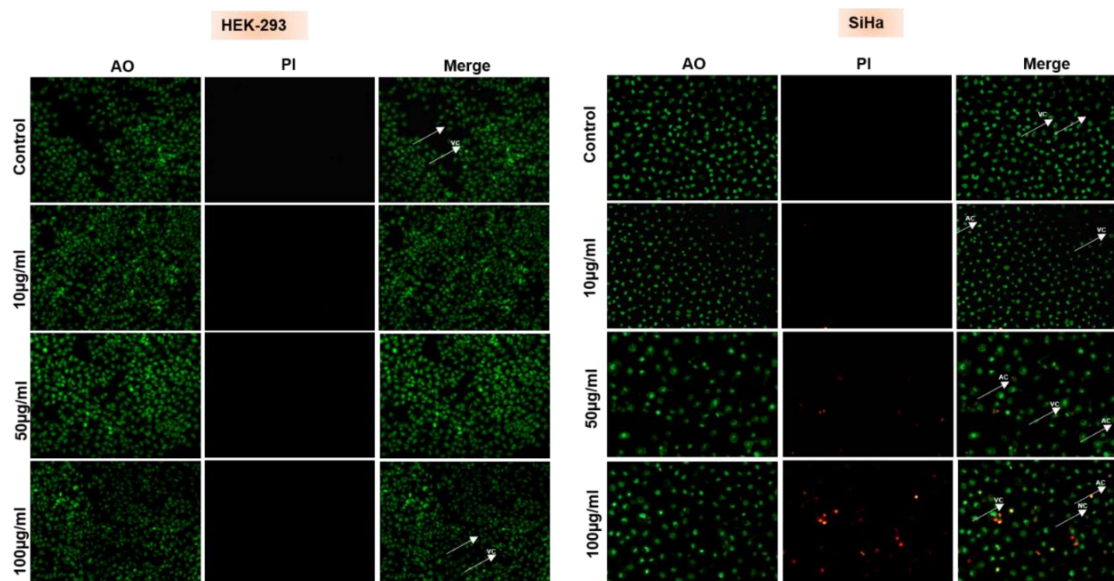 HEK-293
AO PI Merge
Control
VC
10µg/ml
50µg/ml
100µg/ml
VC
SiHa
AO PI Merge
Control
VC
10µg/ml
AC
VC
50µg/ml
AC
VC
AC
100µg/ml
AC
VC
NC